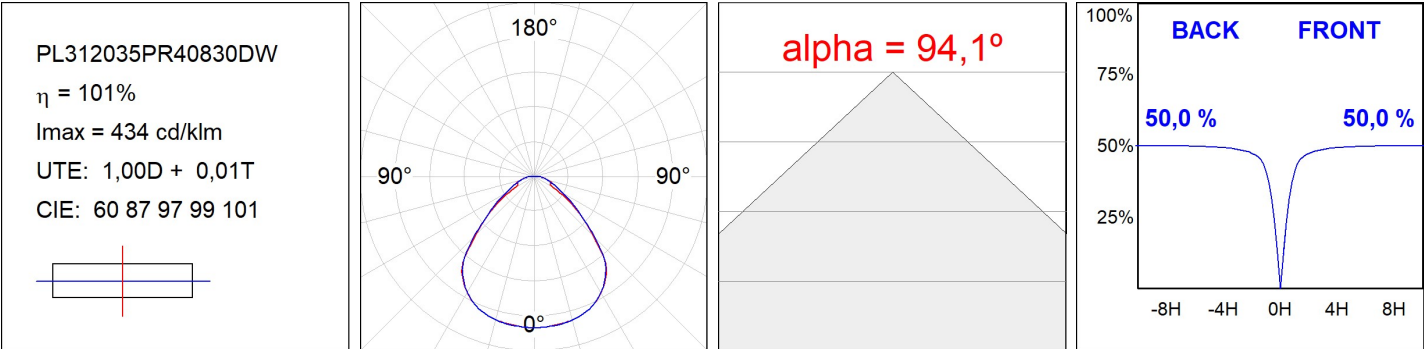 PL312035PR40830DW
η = 101%
Imax = 434 cd/klm
UTE: 1,00D + 0,01T
CIE: 60 87 97 99 101
180°
90°
90°
0°
alpha = 94,1º
100%
BACK
FRONT
75%
50,0 %
50,0 %
50%
25%
-8H
-4H
0H
4H
8H